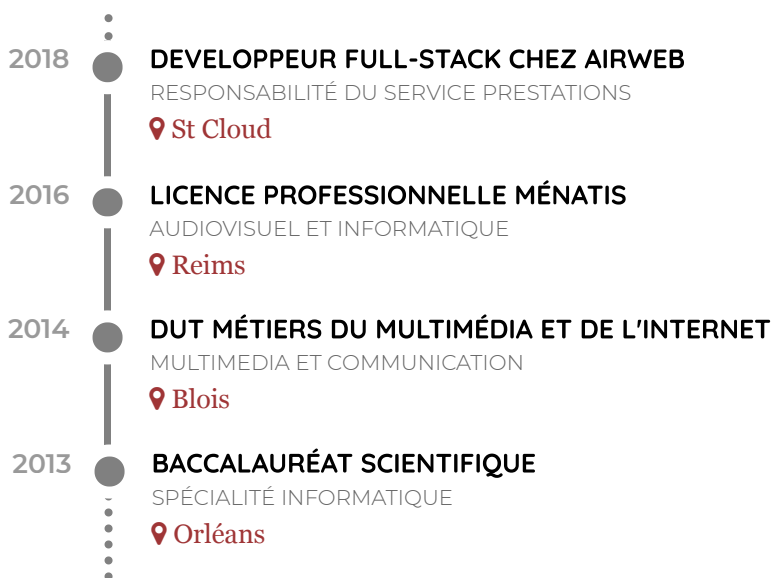 2018
DEVELOPPEUR FULL-STACK CHEZ AIRWEB
RESPONSABILITÉ DU SERVICE PRESTATIONS
St Cloud
2016
LICENCE PROFESSIONNELLE MÉNATIS
AUDIOVISUEL ET INFORMATIQUE
Reims
2014
DUT MÉTIERS DU MULTIMÉDIA ET DE L'INTERNET
MULTIMEDIA ET COMMUNICATION
Blois
2013
BACCALAURÉAT SCIENTIFIQUE
SPÉCIALITÉ INFORMATIQUE
Orléans